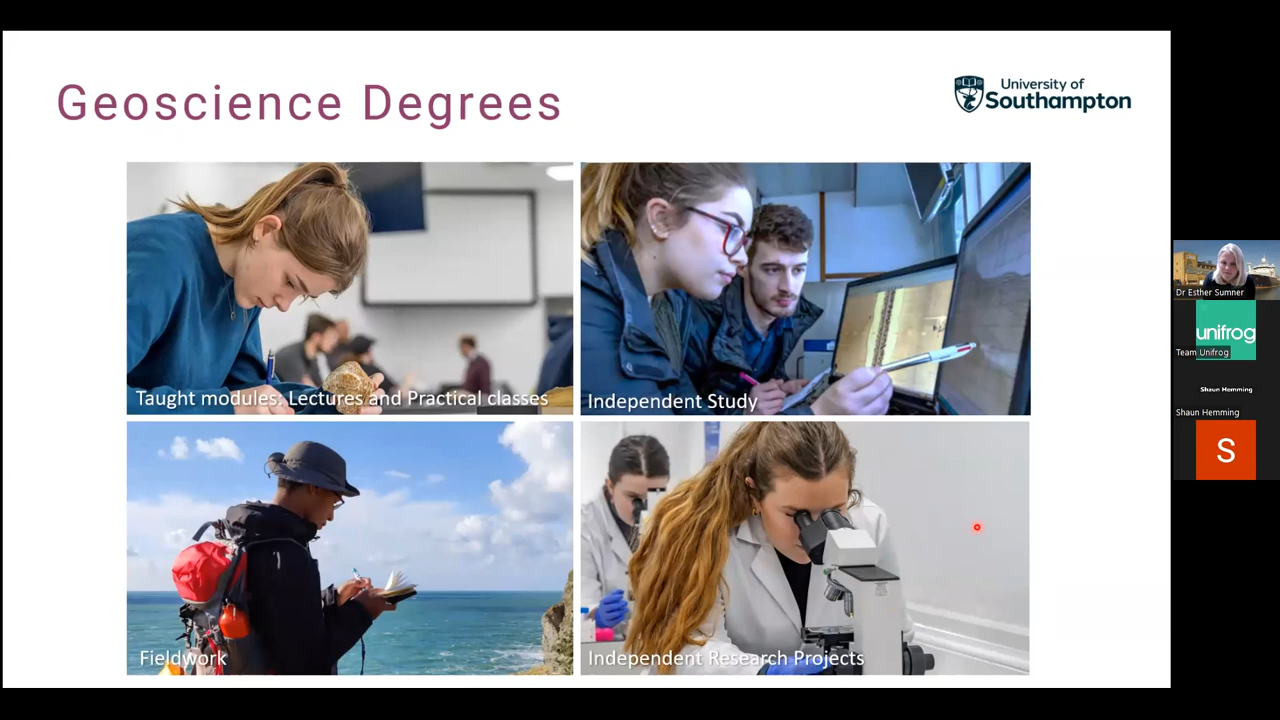 Geoscience Degrees
University of
Southampton
Taught modules: Lectures and Practical classes
Independent Study
Fieldwork
Independent Research Projects
Dr Esther Sumner
unifrog
Team Unifrog
Shaun Hemming
Shaun Hemming
S